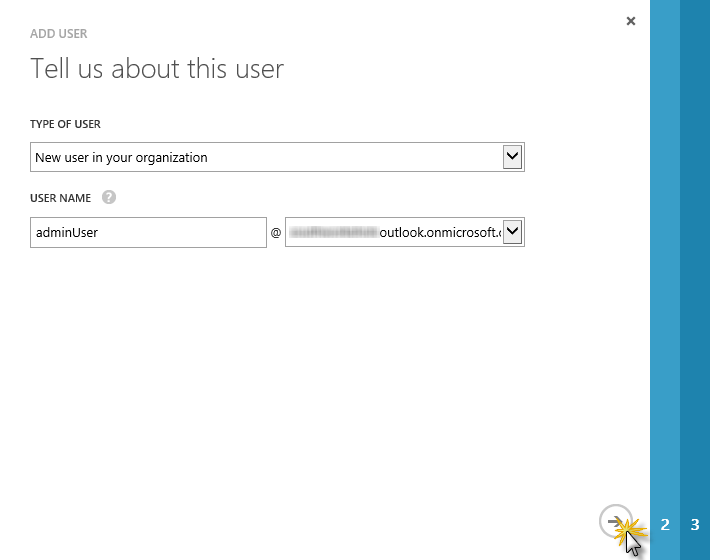 ADD USER
Tell us about this user
TYPE OF USER
New user in your organization
USER NAME ?
adminUser @ outlook.onmicrosoft.
2 3